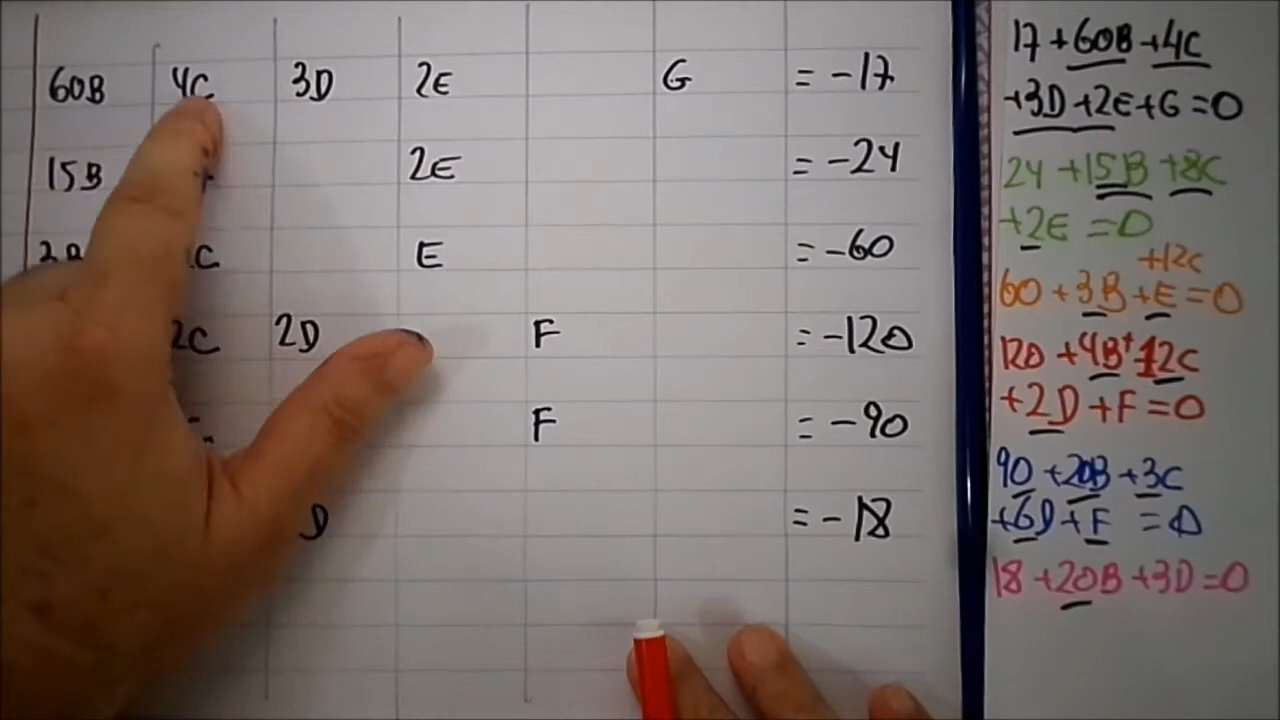 60B 4C 3D 2E G = -17
15B 2E = -24
C E = -60
2C 2D F = -120
F = -90
D = -18
17 +60B +4C
+3D +2E +G =0
24 +15B +8C
+2E =0
+12C
60 +3B +E =0
120 +4B + 12C
+2D +F =0
90 +20B +3C
+6D +F =0
18 +20B +3D =0